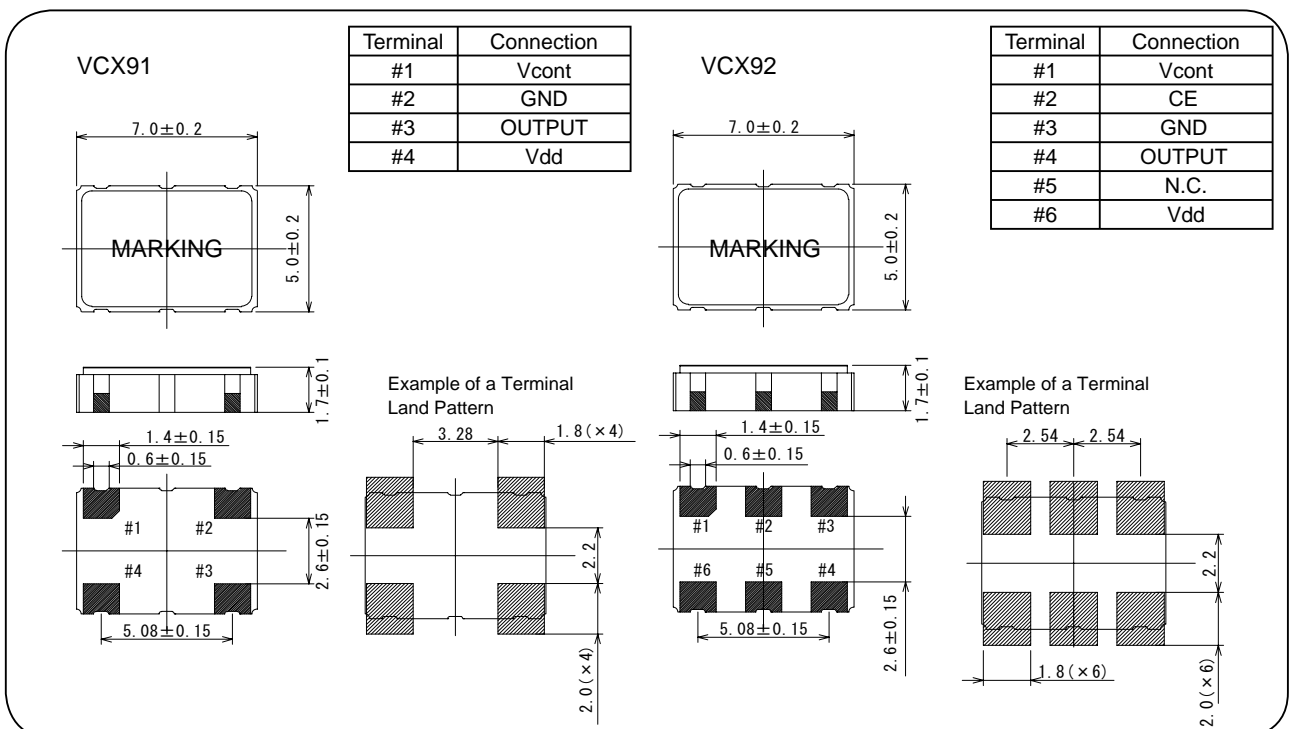 VCX91
Terminal Connection
#1 Vcont
#2 GND
#3 OUTPUT
#4 Vdd
7.0±0.2
MARKING
5.0±0.2
1.7±0.1
1.4±0.15
0.6±0.15
#1 #2
#4 #3
2.6±0.15
5.08±0.15
Example of a Terminal
Land Pattern
3.28
1.8(×4)
2.2
2.0(×4)
VCX92
Terminal Connection
#1 Vcont
#2 CE
#3 GND
#4 OUTPUT
#5 N.C.
#6 Vdd
7.0±0.2
MARKING
5.0±0.2
1.7±0.1
1.4±0.15
0.6±0.15
#1 #2 #3
#6 #5 #4
2.6±0.15
5.08±0.15
Example of a Terminal
Land Pattern
2.54 2.54
2.2
1.8(×6)
2.0(×6)